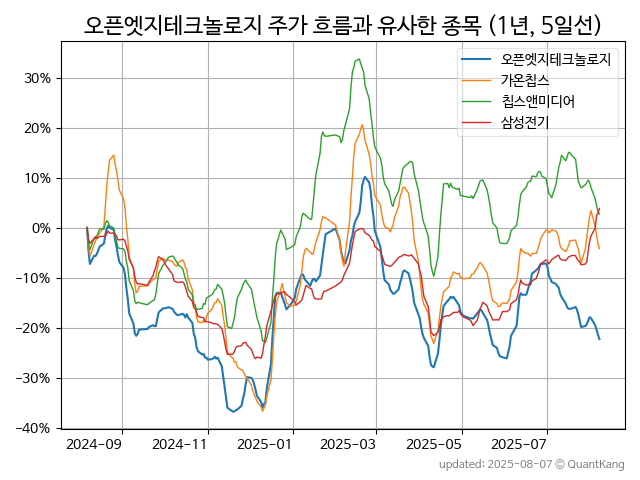 오픈엣지테크놀로지 주가 흐름과 유사한 종목 (1년, 5일선)
오픈엣지테크놀로지
가온칩스
칩스앤미디어
삼성전기
30%
20%
10%
0%
−10%
−20%
−30%
−40%
2024-09 2024-11 2025-01 2025-03 2025-05 2025-07
updated: 2025-08-07 © QuantKang